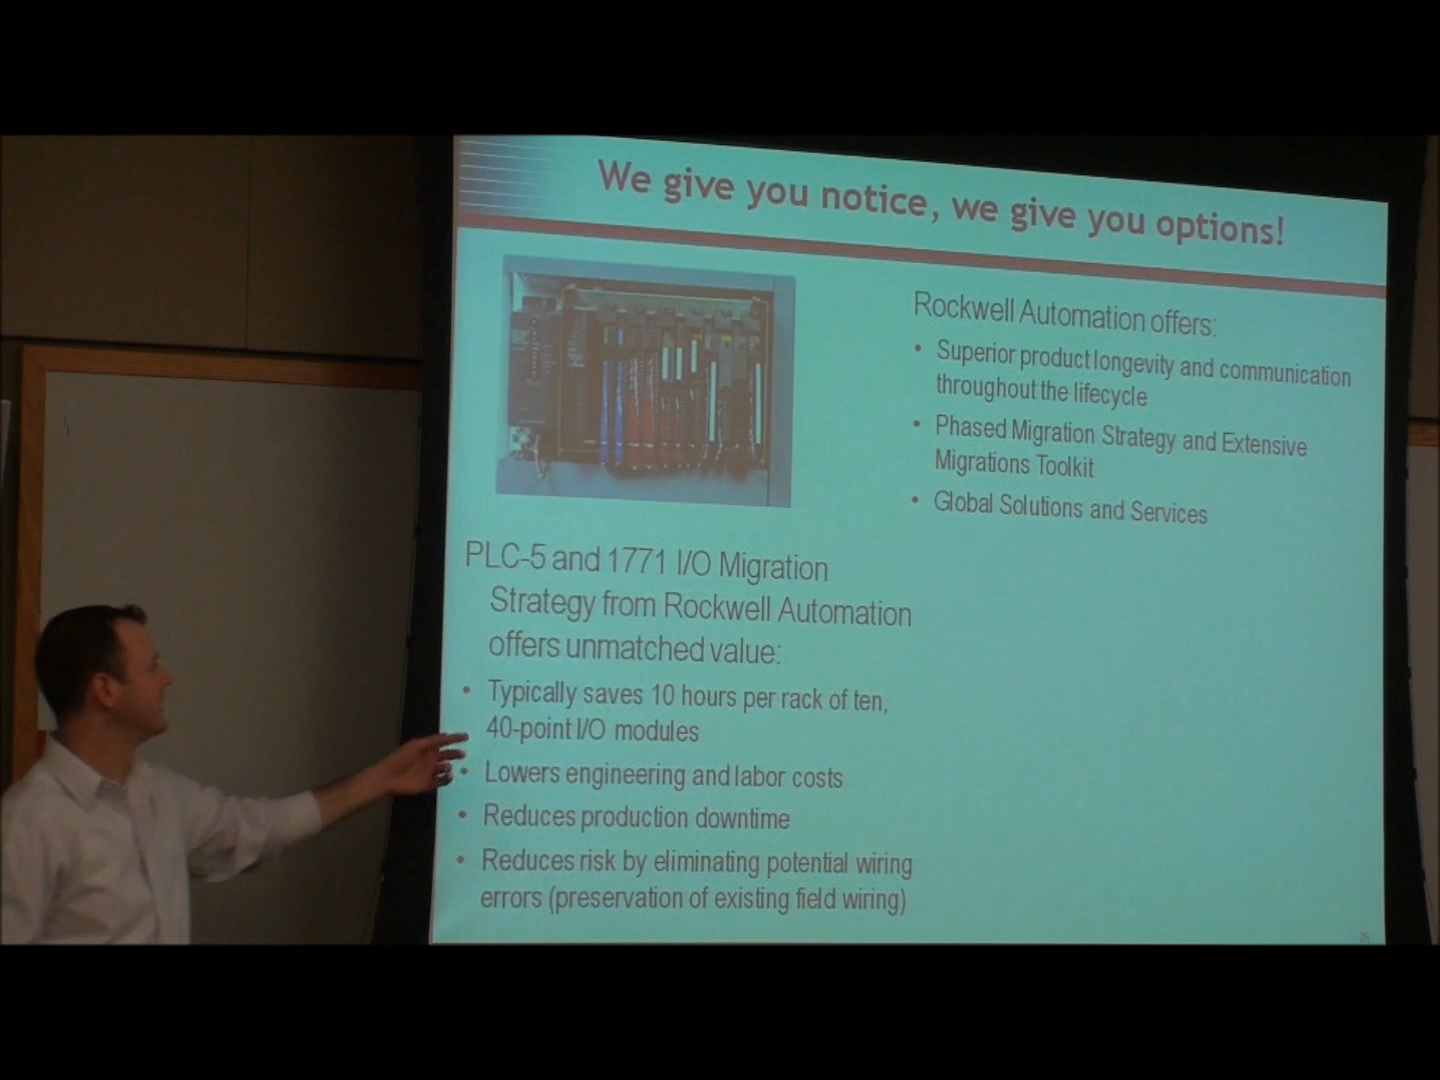 We give you notice, we give you options!
Rockwell Automation offers:
• Superior product longevity and communication
throughout the lifecycle
• Phased Migration Strategy and Extensive
Migrations Toolkit
• Global Solutions and Services
PLC-5 and 1771 I/O Migration
Strategy from Rockwell Automation
offers unmatched value:
• Typically saves 10 hours per rack of ten,
40-point I/O modules
• Lowers engineering and labor costs
• Reduces production downtime
• Reduces risk by eliminating potential wiring
errors (preservation of existing field wiring)